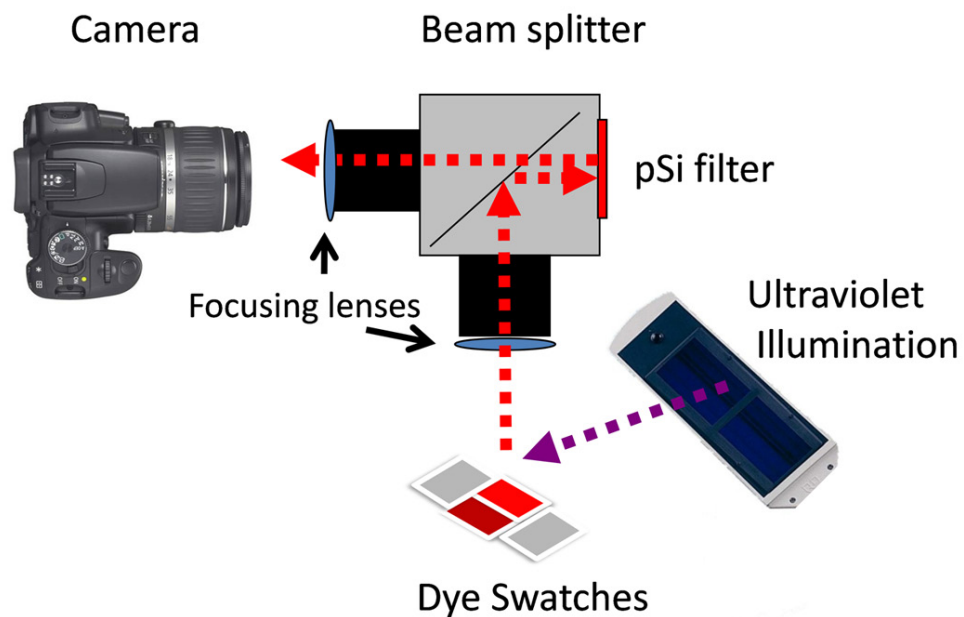 Camera
Beam splitter
pSi filter
Focusing lenses
Ultraviolet
Illumination
Dye Swatches